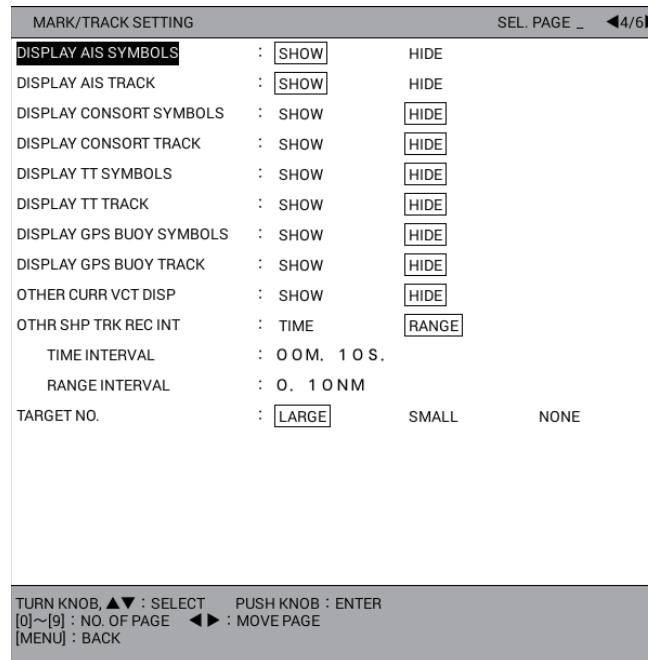 MARK/TRACK SETTING SEL. PAGE _ ◀4/6▶
DISPLAY AIS SYMBOLS : SHOW HIDE
DISPLAY AIS TRACK : SHOW HIDE
DISPLAY CONSORT SYMBOLS : SHOW HIDE
DISPLAY CONSORT TRACK : SHOW HIDE
DISPLAY TT SYMBOLS : SHOW HIDE
DISPLAY TT TRACK : SHOW HIDE
DISPLAY GPS BUOY SYMBOLS : SHOW HIDE
DISPLAY GPS BUOY TRACK : SHOW HIDE
OTHER CURR VCT DISP : SHOW HIDE
OTHR SHP TRK REC INT : TIME RANGE
TIME INTERVAL : 00M. 10S.
RANGE INTERVAL : 0. 10NM
TARGET NO. : LARGE SMALL NONE
TURN KNOB, ▲▼ : SELECT PUSH KNOB : ENTER
[0]~[9] : NO. OF PAGE ◀ ▶ : MOVE PAGE
[MENU] : BACK